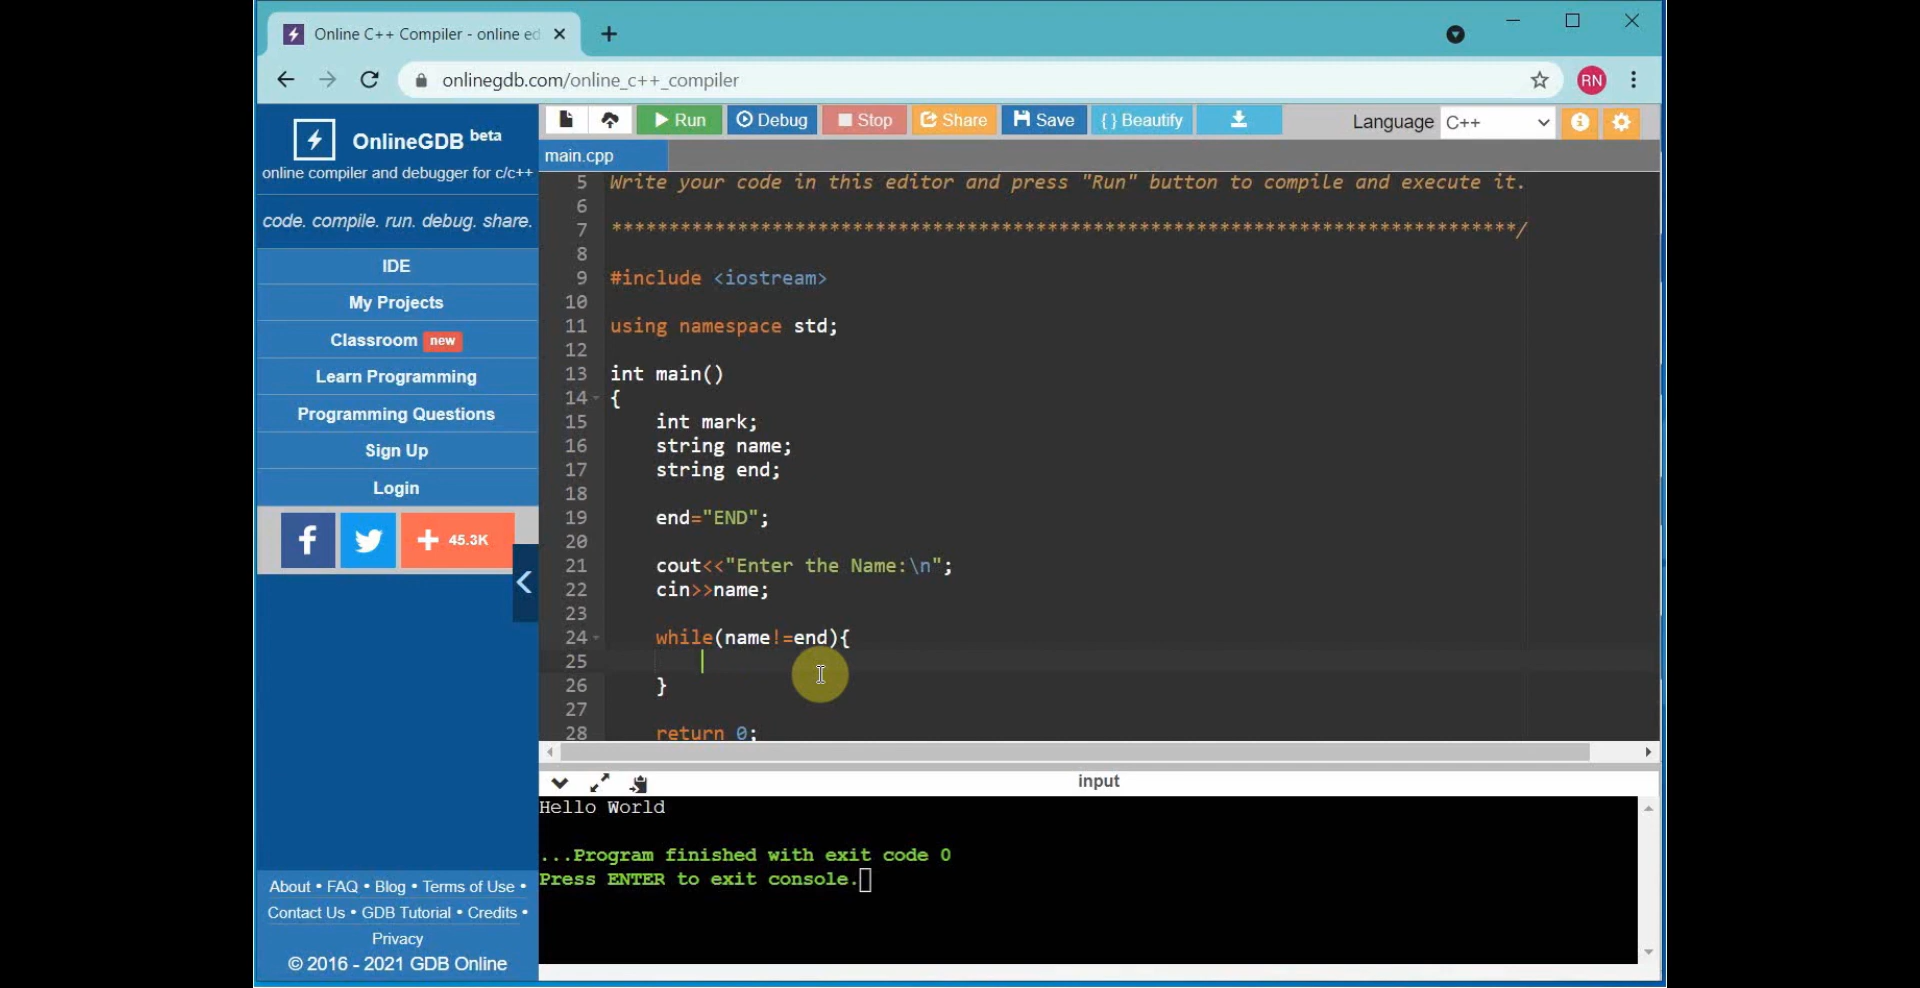 Online C++ Compiler - online ed
onlinegdb.com/online_c++_compiler
RN
OnlineGDB beta
online compiler and debugger for c/c++
code. compile. run. debug. share.
IDE
My Projects
Classroom new
Learn Programming
Programming Questions
Sign Up
Login
f
45.3K
About • FAQ • Blog • Terms of Use •
Contact Us • GDB Tutorial • Credits •
Privacy
© 2016 - 2021 GDB Online
Run Debug Stop Share Save { } Beautify Language C++
main.cpp
5 Write your code in this editor and press "Run" button to compile and execute it.
6
7 *******************************************************************************/
8
9 #include <iostream>
10
11 using namespace std;
12
13 int main()
14 {
15 int mark;
16 string name;
17 string end;
18
19 end="END";
20
21 cout<<"Enter the Name:\n";
22 cin>>name;
23
24 while(name!=end){
25
26 }
27
28 return 0;
input
Hello World
...Program finished with exit code 0
Press ENTER to exit console.